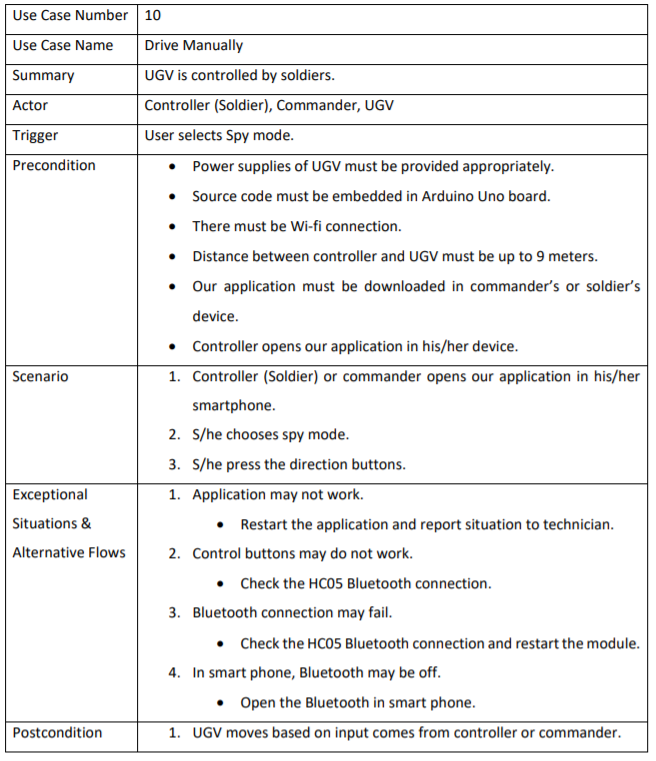 Use Case Number 10
Use Case Name Drive Manually
Summary UGV is controlled by soldiers.
Actor Controller (Soldier), Commander, UGV
Trigger User selects Spy mode.
Precondition • Power supplies of UGV must be provided appropriately.
• Source code must be embedded in Arduino Uno board.
• There must be Wi-fi connection.
• Distance between controller and UGV must be up to 9 meters.
• Our application must be downloaded in commander's or soldier's
device.
• Controller opens our application in his/her device.
Scenario 1. Controller (Soldier) or commander opens our application in his/her
smartphone.
2. S/he chooses spy mode.
3. S/he press the direction buttons.
Exceptional 1. Application may not work.
Situations & • Restart the application and report situation to technician.
Alternative Flows 2. Control buttons may do not work.
• Check the HC05 Bluetooth connection.
3. Bluetooth connection may fail.
• Check the HC05 Bluetooth connection and restart the module.
4. In smart phone, Bluetooth may be off.
• Open the Bluetooth in smart phone.
Postcondition 1. UGV moves based on input comes from controller or commander.